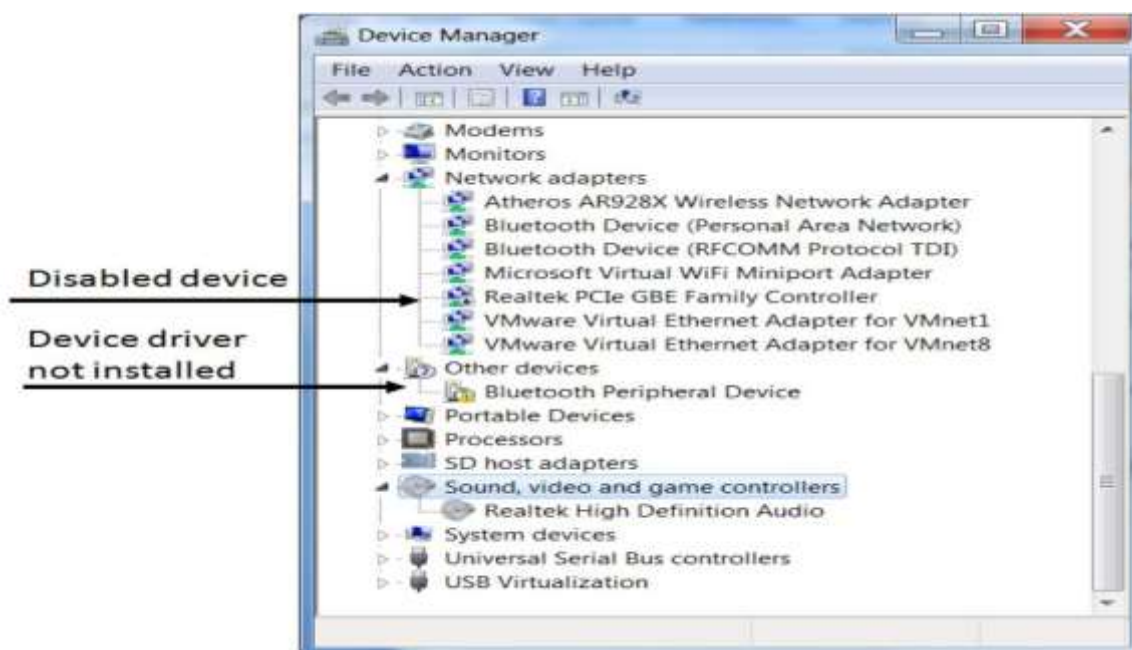 Device Manager
File Action View Help
Modems
Monitors
Network adapters
Atheros AR928X Wireless Network Adapter
Bluetooth Device (Personal Area Network)
Bluetooth Device (RFCOMM Protocol TDI)
Microsoft Virtual WiFi Miniport Adapter
Disabled device
Realtek PCIe GBE Family Controller
VMware Virtual Ethernet Adapter for VMnet1
Device driver
not installed
VMware Virtual Ethernet Adapter for VMnet8
Other devices
Bluetooth Peripheral Device
Portable Devices
Processors
SD host adapters
Sound, video and game controllers
Realtek High Definition Audio
System devices
Universal Serial Bus controllers
USB Virtualization